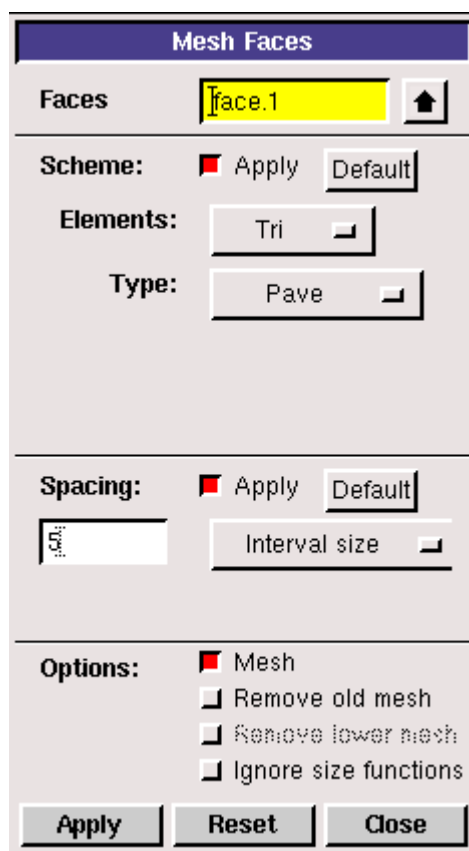 Mesh Faces
Faces face.1
Scheme: Apply Default
Elements: Tri
Type: Pave
Spacing: Apply Default
5 Interval size
Options: Mesh
Remove old mesh
Remove lower mesh
Ignore size functions
Apply Reset Close